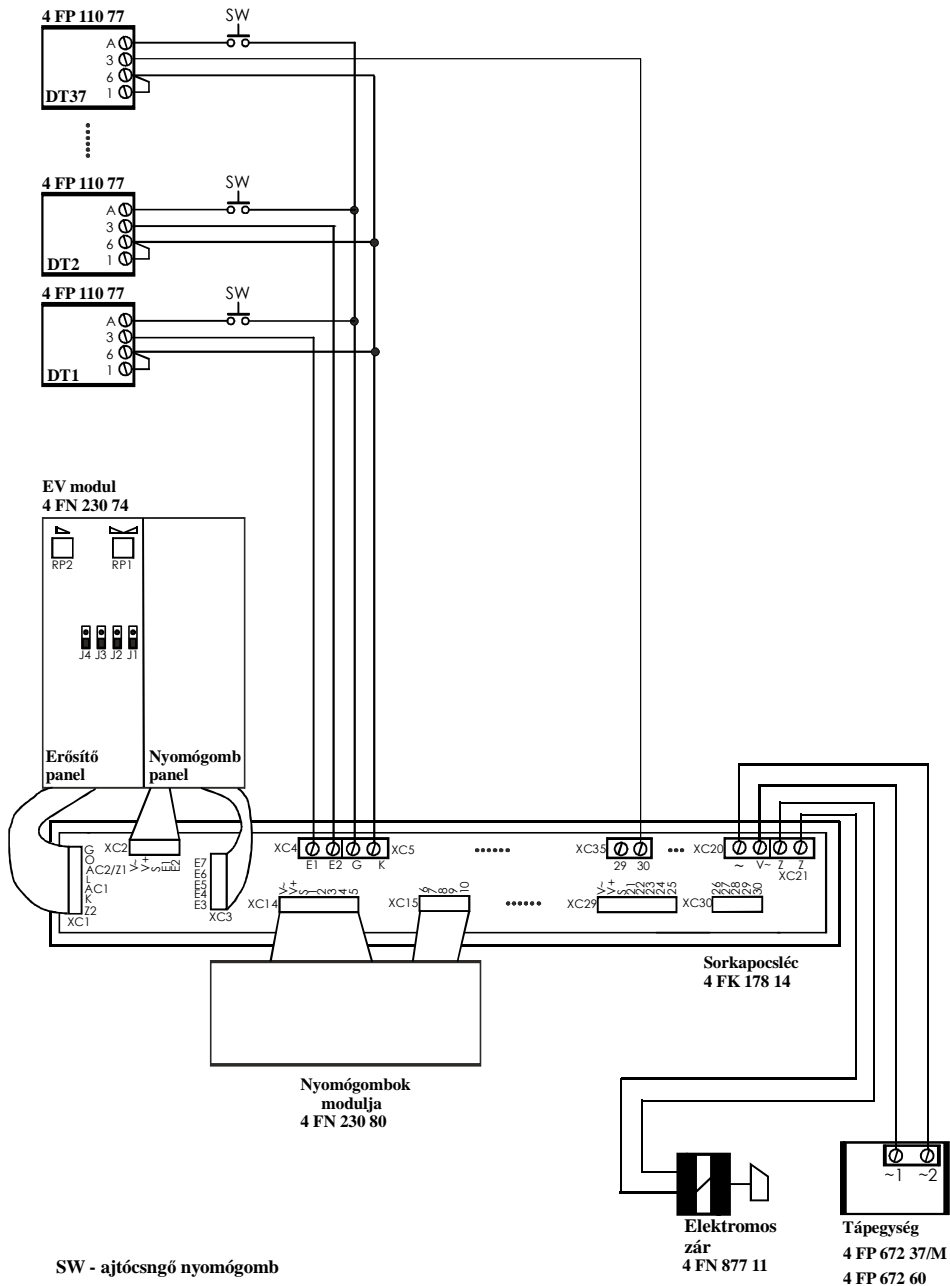 4 FP 110 77
SW
A
3
6
1
DT37
4 FP 110 77
SW
A
3
6
1
DT2
4 FP 110 77
SW
A
3
6
1
DT1
EV modul
4 FN 230 74
RP2
RP1
J4 J3 J2 J1
Erősítő
panel
Nyomógomb
panel
G
O
AC2/Z1
L
AC1
K
Z2
XC1
XC2
V-
V+
S
E1
E2
E7
E6
E5
E4
E3
XC3
XC4
E1 E2 G K
XC5
XC35
29 30
XC20
~ V~ Z Z
XC21
XC14
V-
V+
S
1
2
3
4
5
XC15
6
7
8
9
10
XC29
V-
V+
S
21
22
23
24
25
XC30
26
27
28
29
30
Sorkapocsléc
4 FK 178 14
Nyomógombok
modulja
4 FN 230 80
~1 ~2
Elektromos
zár
4 FN 877 11
Tápegység
4 FP 672 37/M
4 FP 672 60
SW - ajtócsngő nyomógomb